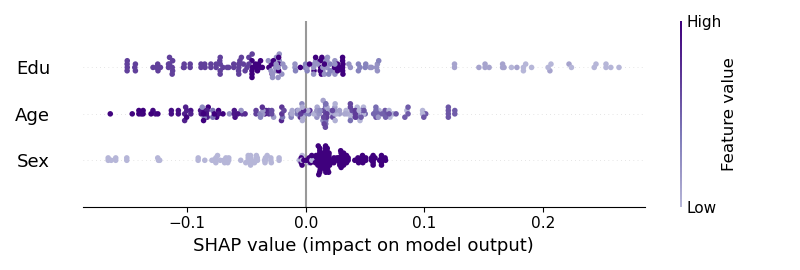 High
Edu
Age
Sex
Feature value
Low
−0.1 0.0 0.1 0.2
SHAP value (impact on model output)